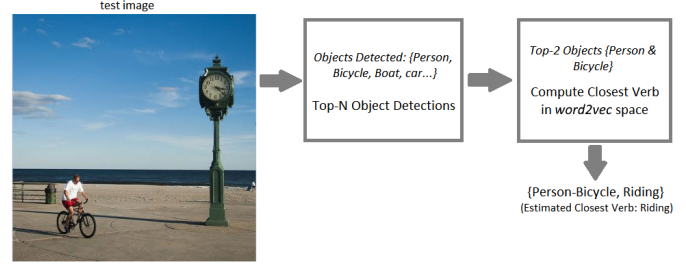 test image
Objects Detected: {Person,
Bicycle, Boat, car...}
Top-N Object Detections
Top-2 Objects {Person &
Bicycle}
Compute Closest Verb
in word2vec space
{Person-Bicycle, Riding}
(Estimated Closest Verb: Riding)